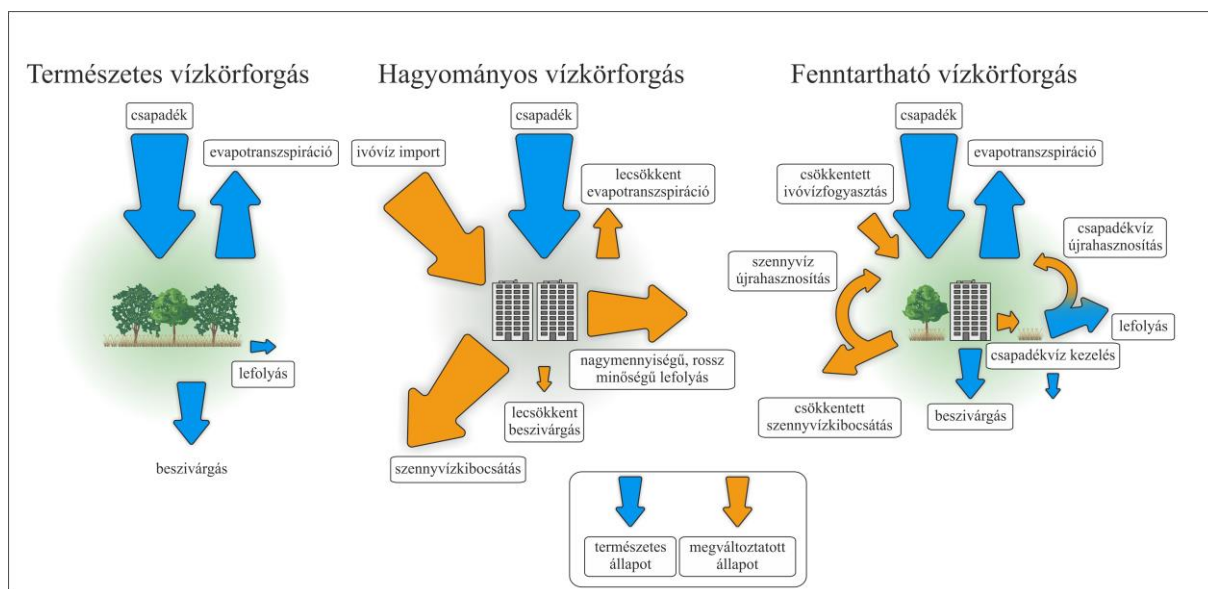 Természetes vízkörforgás
csapadék
evapotranszspiráció
lefolyás
beszivárgás
Hagyományos vízkörforgás
csapadék
ivóvíz import
lecsökkent
evapotranszspiráció
nagymennyiségű, rossz
minőségű lefolyás
lecsökkent
beszivárgás
szennyvízkibocsátás
Fenntartható vízkörforgás
csapadék
evapotranszspiráció
csökkentett
ivóvízfogyasztás
csapadékvíz
újrahasznosítás
szennyvíz
újrahasznosítás
lefolyás
csapadékvíz kezelés
csökkentett
szennyvízkibocsátás
beszivárgás
természetes
állapot
megváltoztatott
állapot